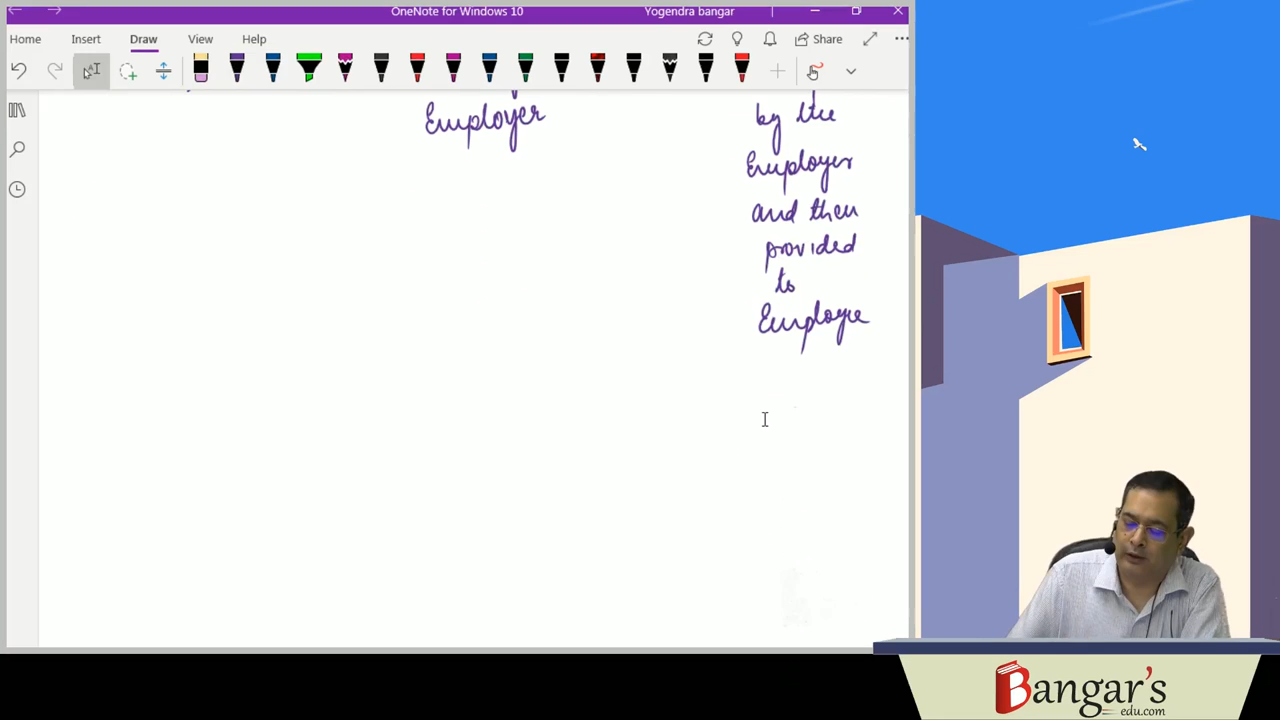 OneNote for Windows 10
Yogendra bangar
Home
Insert
Draw
View
Help
Share
Employer
by the
Employer
and then
provided
to
Employee
Bangar's
edu.com